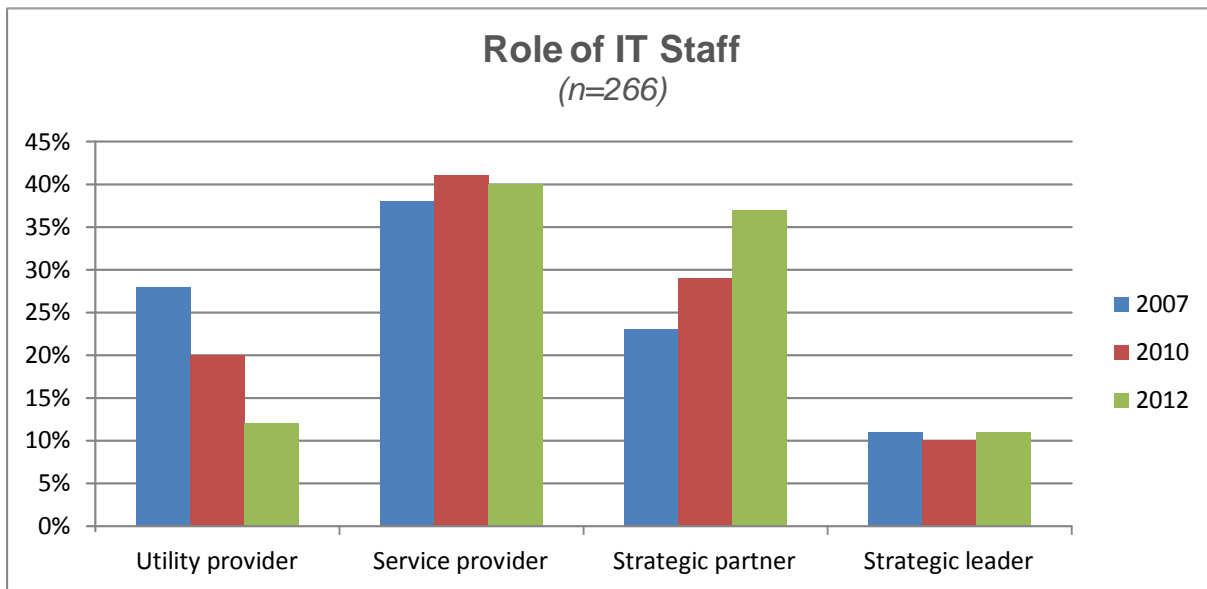 Role of IT Staff
(n=266)
45%
40%
35%
30%
25%
20%
15%
10%
5%
0%
Utility provider
Service provider
Strategic partner
Strategic leader
2007
2010
2012